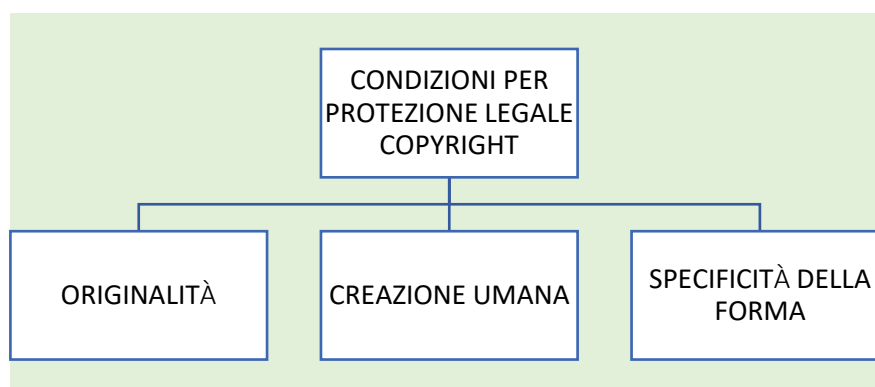 CONDIZIONI PER
PROTEZIONE LEGALE
COPYRIGHT
ORIGINALITÀ
CREAZIONE UMANA
SPECIFICITÀ DELLA
FORMA